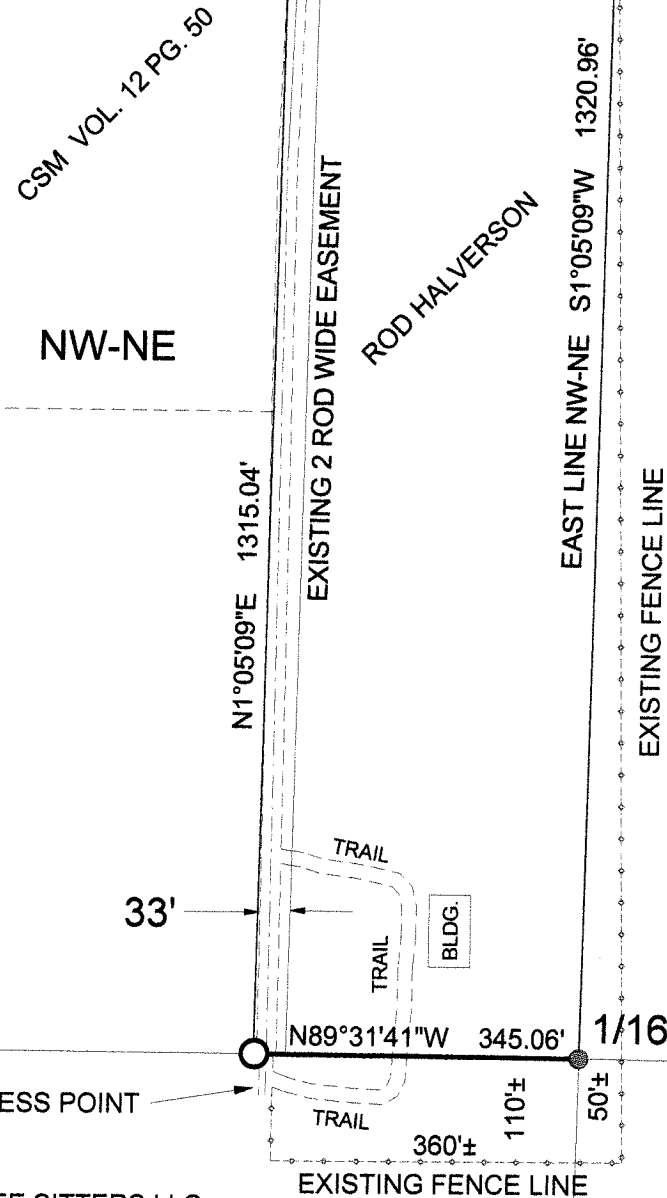 CSM VOL. 12 PG. 50
EAST LINE NW-NE S1°05'09"W 1320.96'
EXISTING 2 ROD WIDE EASEMENT
ROD HALVERSON
NW-NE
N1°05'09"E 1315.04'
EXISTING FENCE LINE
TRAIL
33'
BLDG.
TRAIL
N89°31'41"W 345.06'
1/16
ESS POINT
TRAIL
110'±
50'±
360'±
EXISTING FENCE LINE